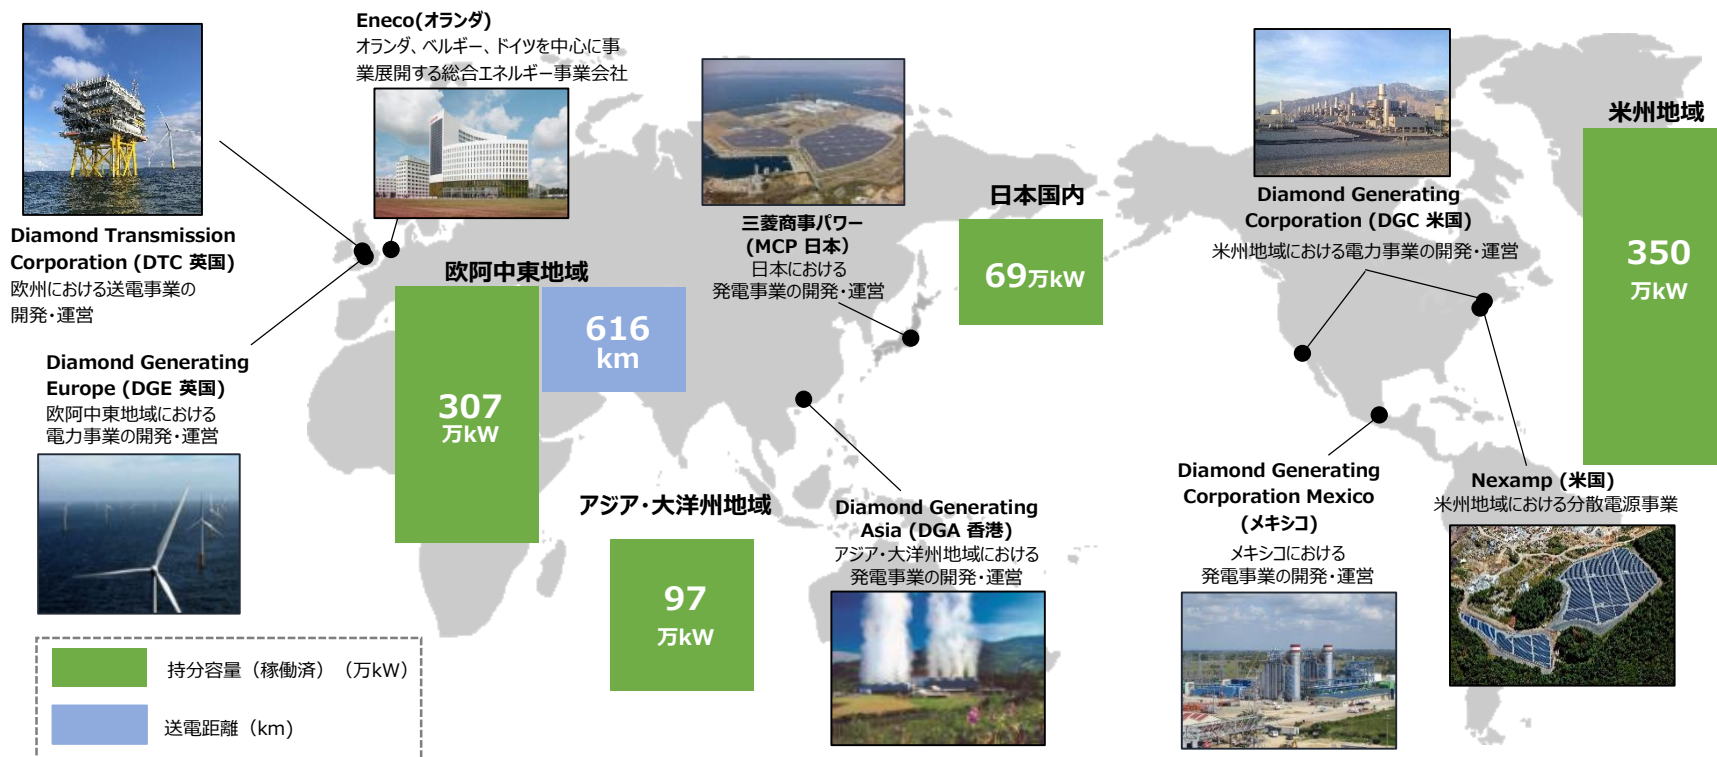 Eneco(オランダ)
オランダ、ベルギー、ドイツを中心に事
業展開する総合エネルギー事業会社
Diamond Transmission
Corporation (DTC 英国)
欧州における送電事業の
開発・運営
Diamond Generating
Europe (DGE 英国)
欧阿中東地域における
電力事業の開発・運営
欧阿中東地域
307
万kW
616
km
三菱商事パワー
(MCP 日本)
日本における
発電事業の開発・運営
日本国内
69万kW
アジア・大洋州地域
97
万kW
Diamond Generating
Asia (DGA 香港)
アジア・大洋州地域における
発電事業の開発・運営
Diamond Generating
Corporation (DGC 米国)
米州地域における電力事業の開発・運営
米州地域
350
万kW
Diamond Generating
Corporation Mexico
(メキシコ)
メキシコにおける
発電事業の開発・運営
Nexamp (米国)
米州地域における分散電源事業
持分容量（稼働済）（万kW）
送電距離（km)